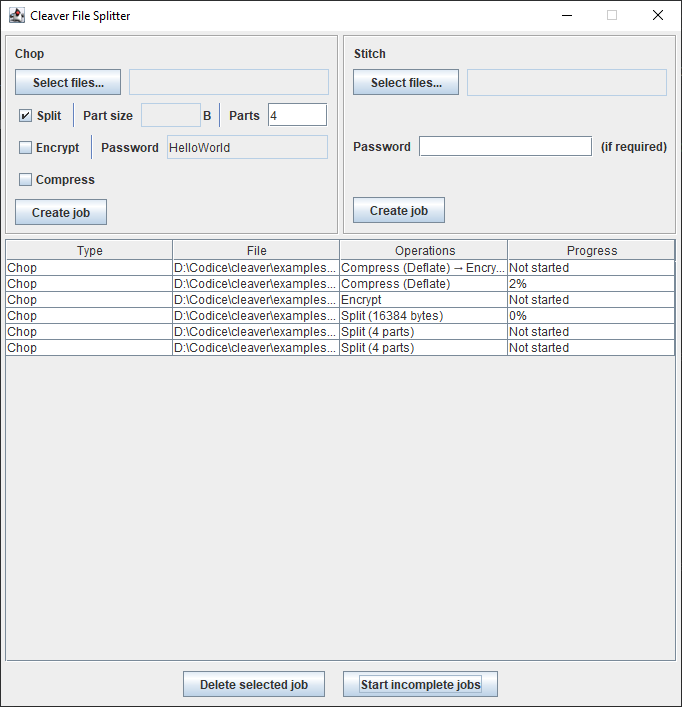 Cleaver File Splitter
Chop
Select files...
Split Part size B Parts 4
Encrypt Password HelloWorld
Compress
Create job
Stitch
Select files...
Password (if required)
Create job
Type File Operations Progress
Chop D:\Codice\cleaver\examples... Compress (Deflate) → Encry... Not started
Chop D:\Codice\cleaver\examples... Compress (Deflate) 2%
Chop D:\Codice\cleaver\examples... Encrypt Not started
Chop D:\Codice\cleaver\examples... Split (16384 bytes) 0%
Chop D:\Codice\cleaver\examples... Split (4 parts) Not started
Chop D:\Codice\cleaver\examples... Split (4 parts) Not started
Delete selected job Start incomplete jobs